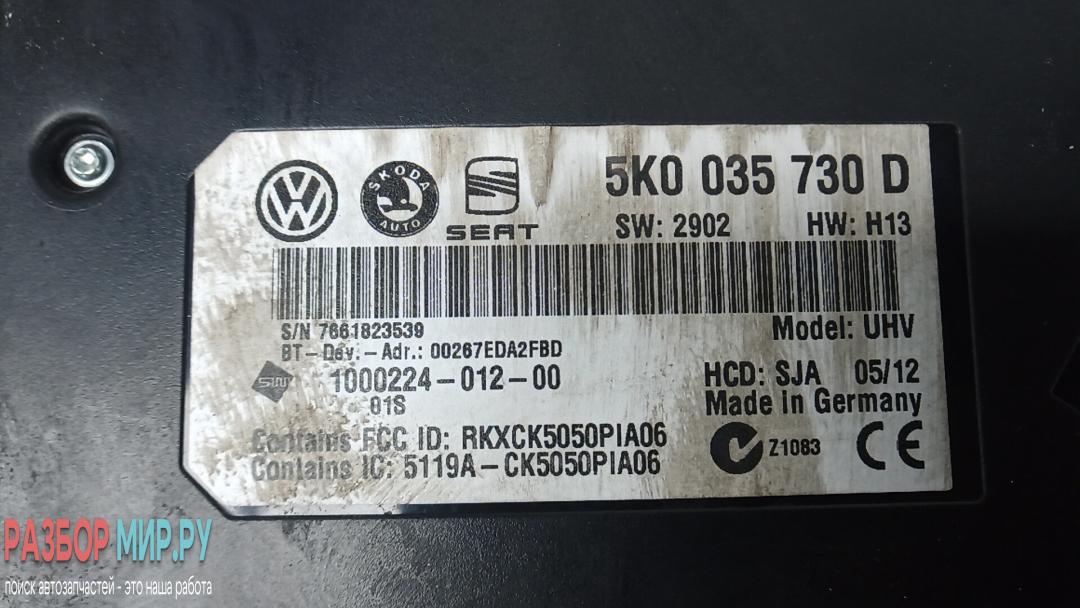 5K0 035 730 D
SKODA
AUTO
SEAT
SW: 2902 HW: H13
S/N 7661823539
Model: UHV
BT-Dev.-Adr.: 00267EDA2FBD
1000224-012-00
HCD: SJA 05/12
01S
Made in Germany
Contains FCC ID: RKXCK5050PIA06
Contains IC: 5119A-CK5050PIA06
Z1083
CE
РАЗБОР МИР.РУ
поиск автозапчастей - это наша работа